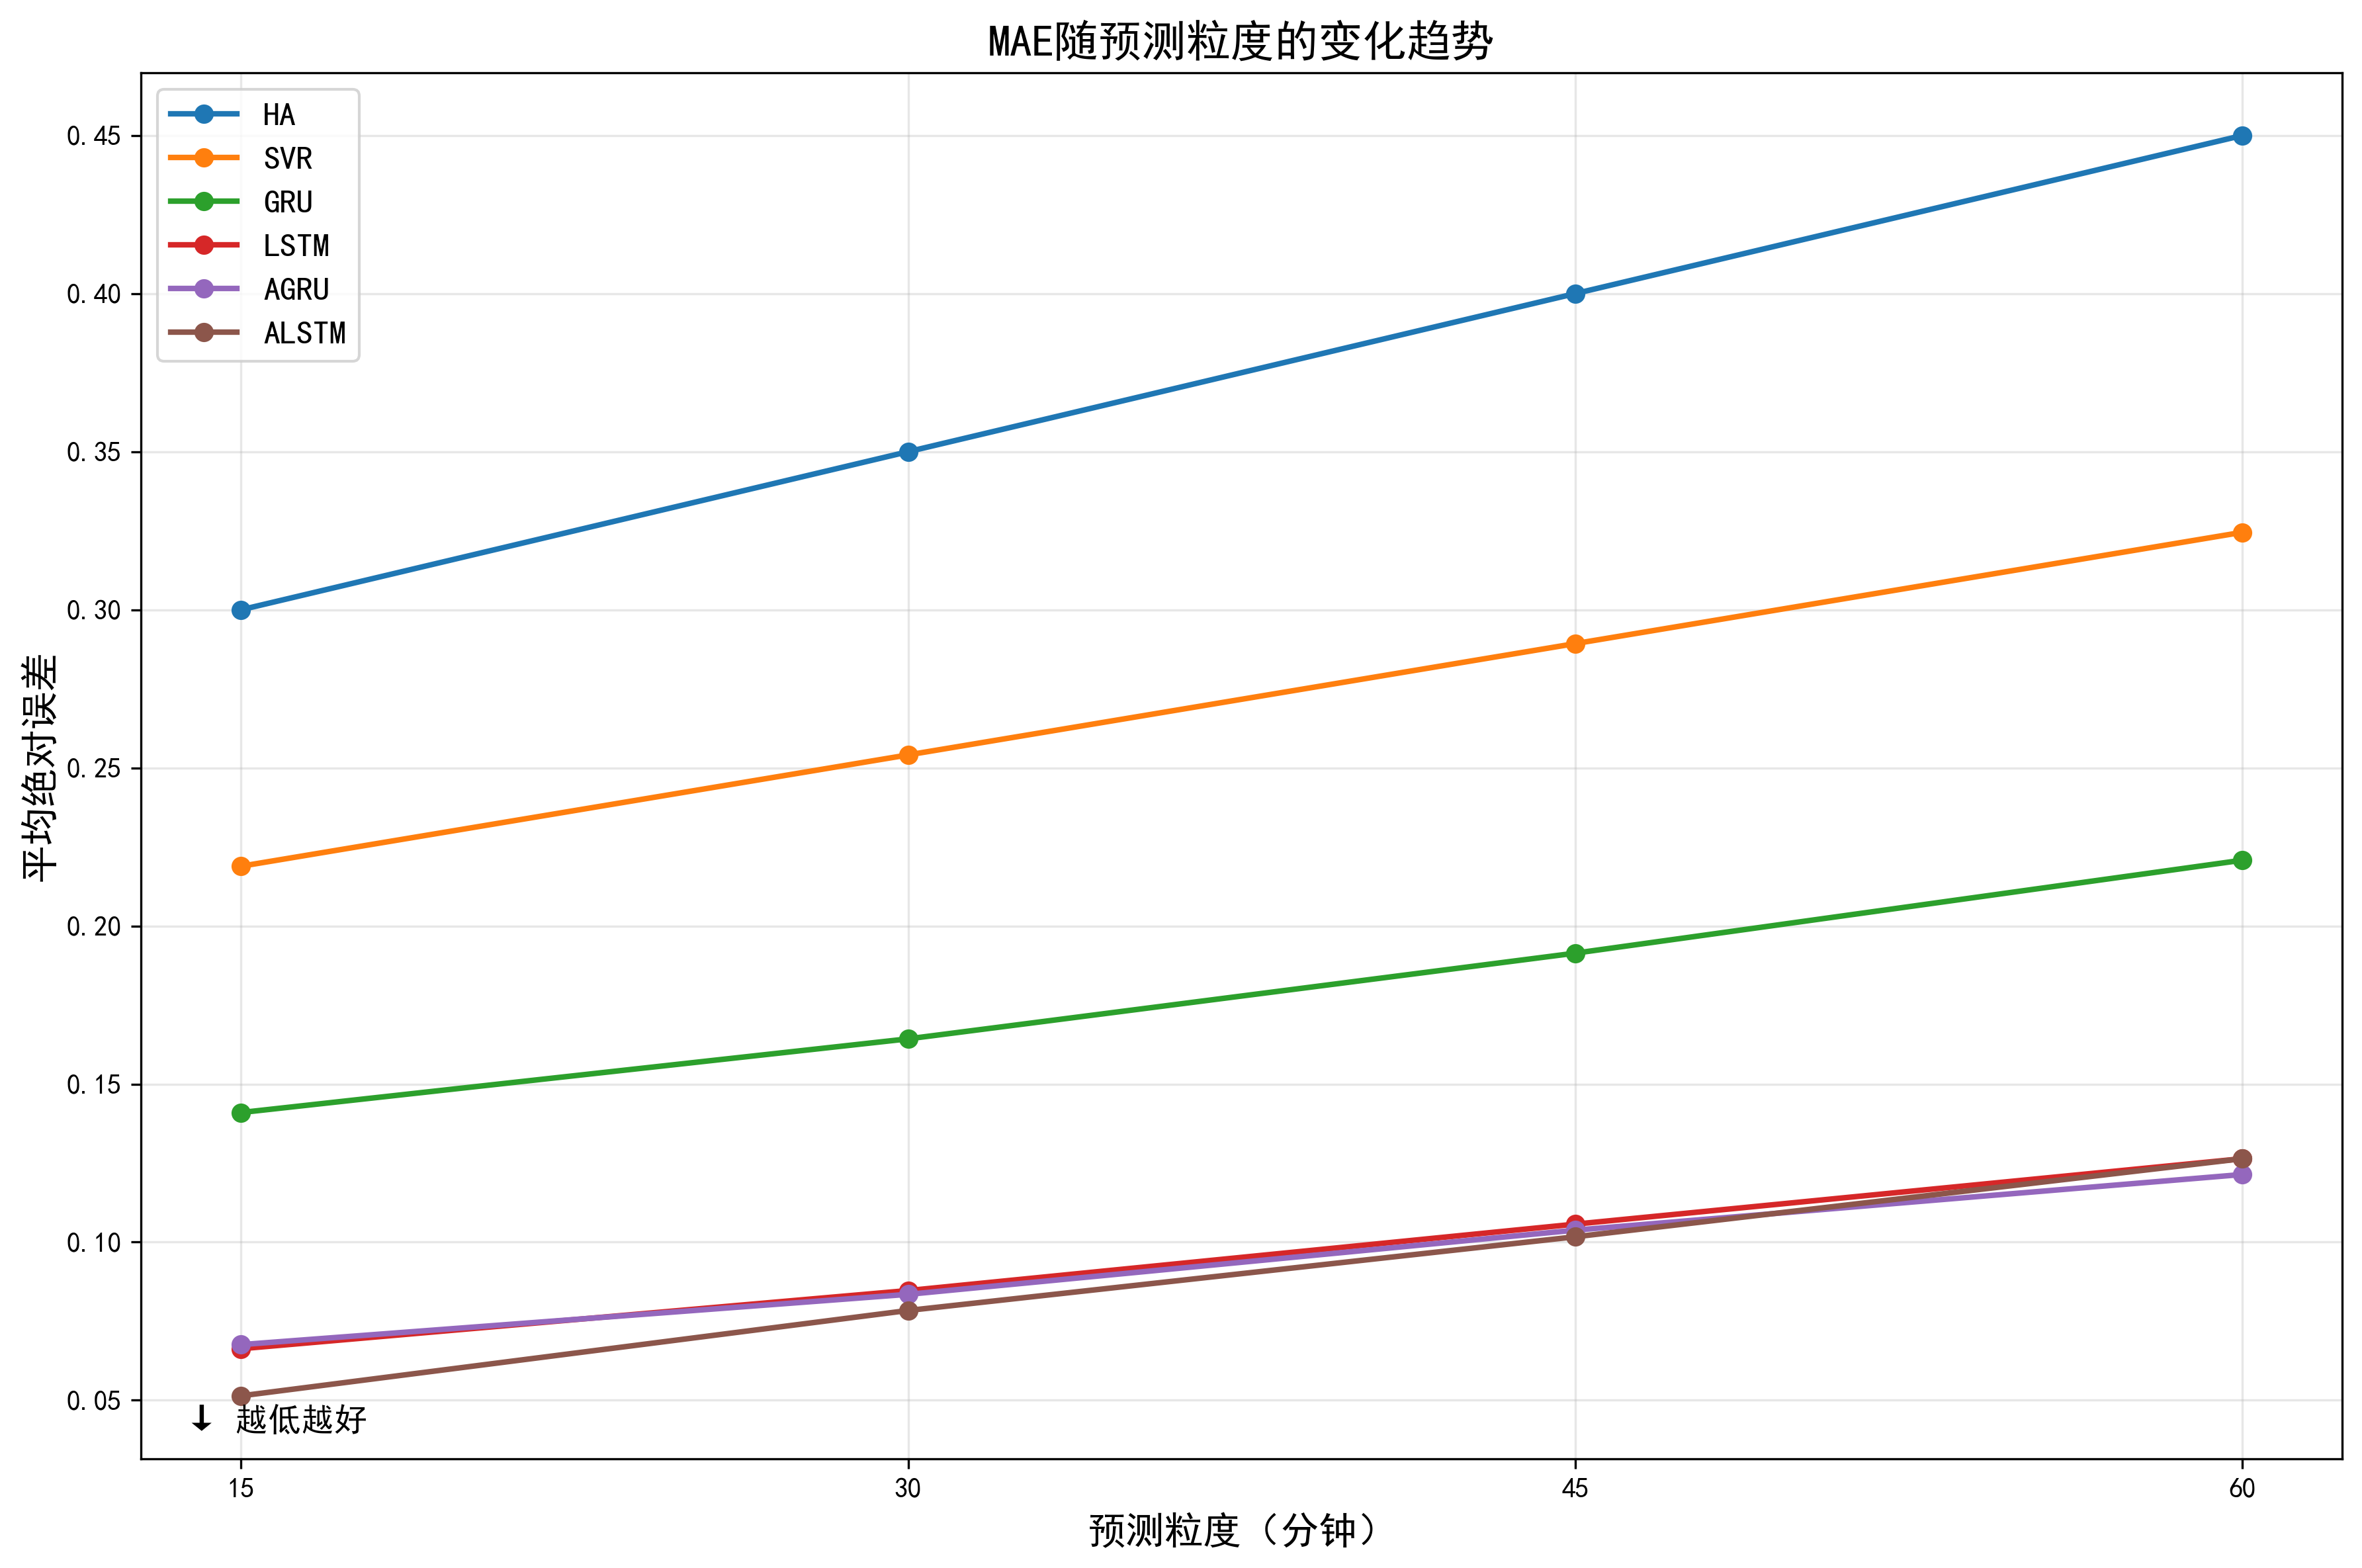 MAE随预测粒度的变化趋势
HA
SVR
GRU
LSTM
AGRU
ALSTM
平均绝对误差
0.45
0.40
0.35
0.30
0.25
0.20
0.15
0.10
0.05
↓ 越低越好
15
30
45
60
预测粒度（分钟）